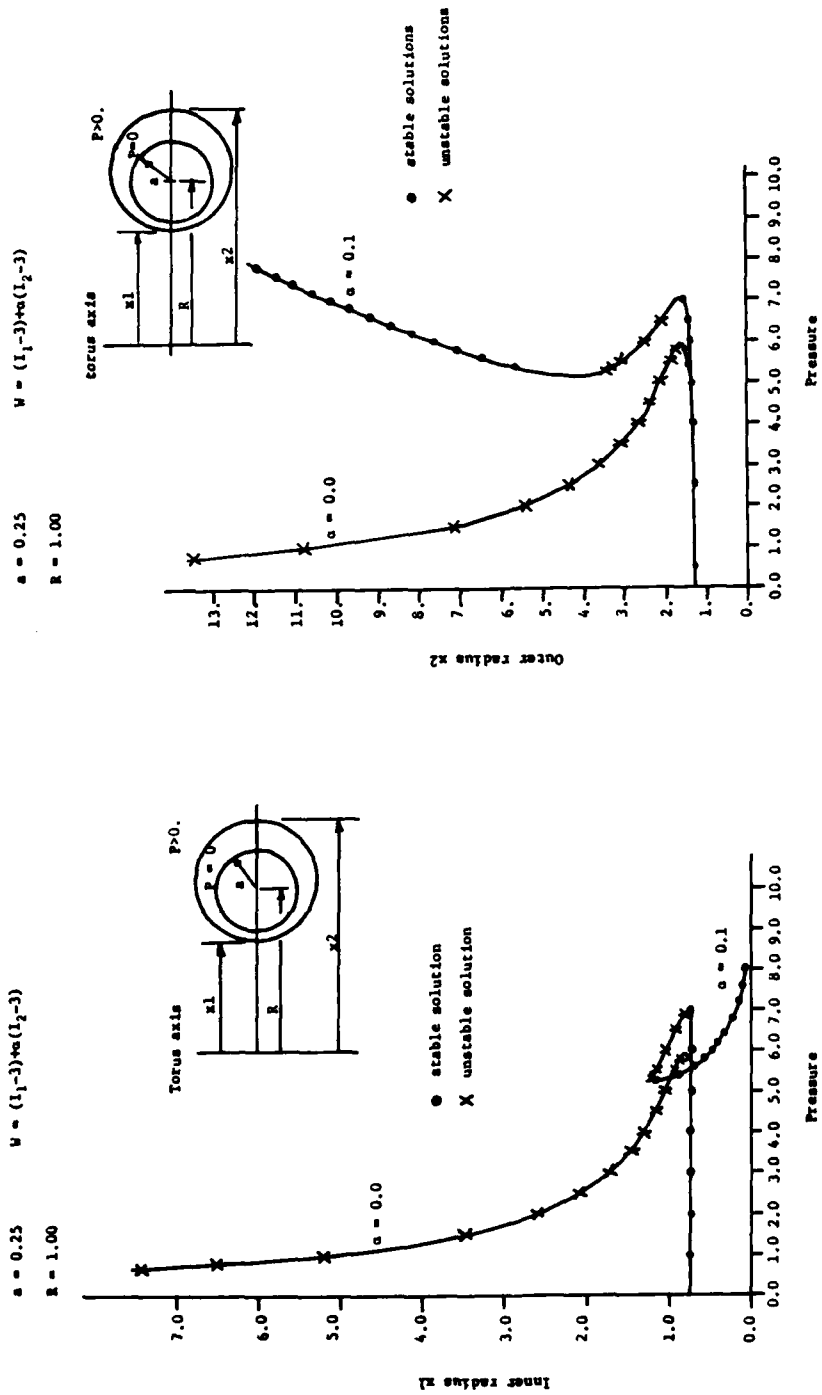 a = 0.25 W = (I₁-3)+α(I₂-3)
R = 1.00
Torus axis
x1
R
x2
a
P = 0
P>0.
● stable solution
X unstable solution
α = 0.0
α = 0.1
Inner radius x1
7.0
6.0
5.0
4.0
3.0
2.0
1.0
0.0
0.0 1.0 2.0 3.0 4.0 5.0 6.0 7.0 8.0 9.0 10.0
Pressure
a = 0.25 W = (I₁-3)+α(I₂-3)
R = 1.00
torus axis
x1
R
x2
a
P=0
P>0.
● stable solutions
X unstable solutions
α = 0.0
α = 0.1
Outer radius x2
13.
12.
11.
10.
9.
8.
7.
6.
5.
4.
3.
2.
1.
0.
0.0 1.0 2.0 3.0 4.0 5.0 6.0 7.0 8.0 9.0 10.0
Pressure